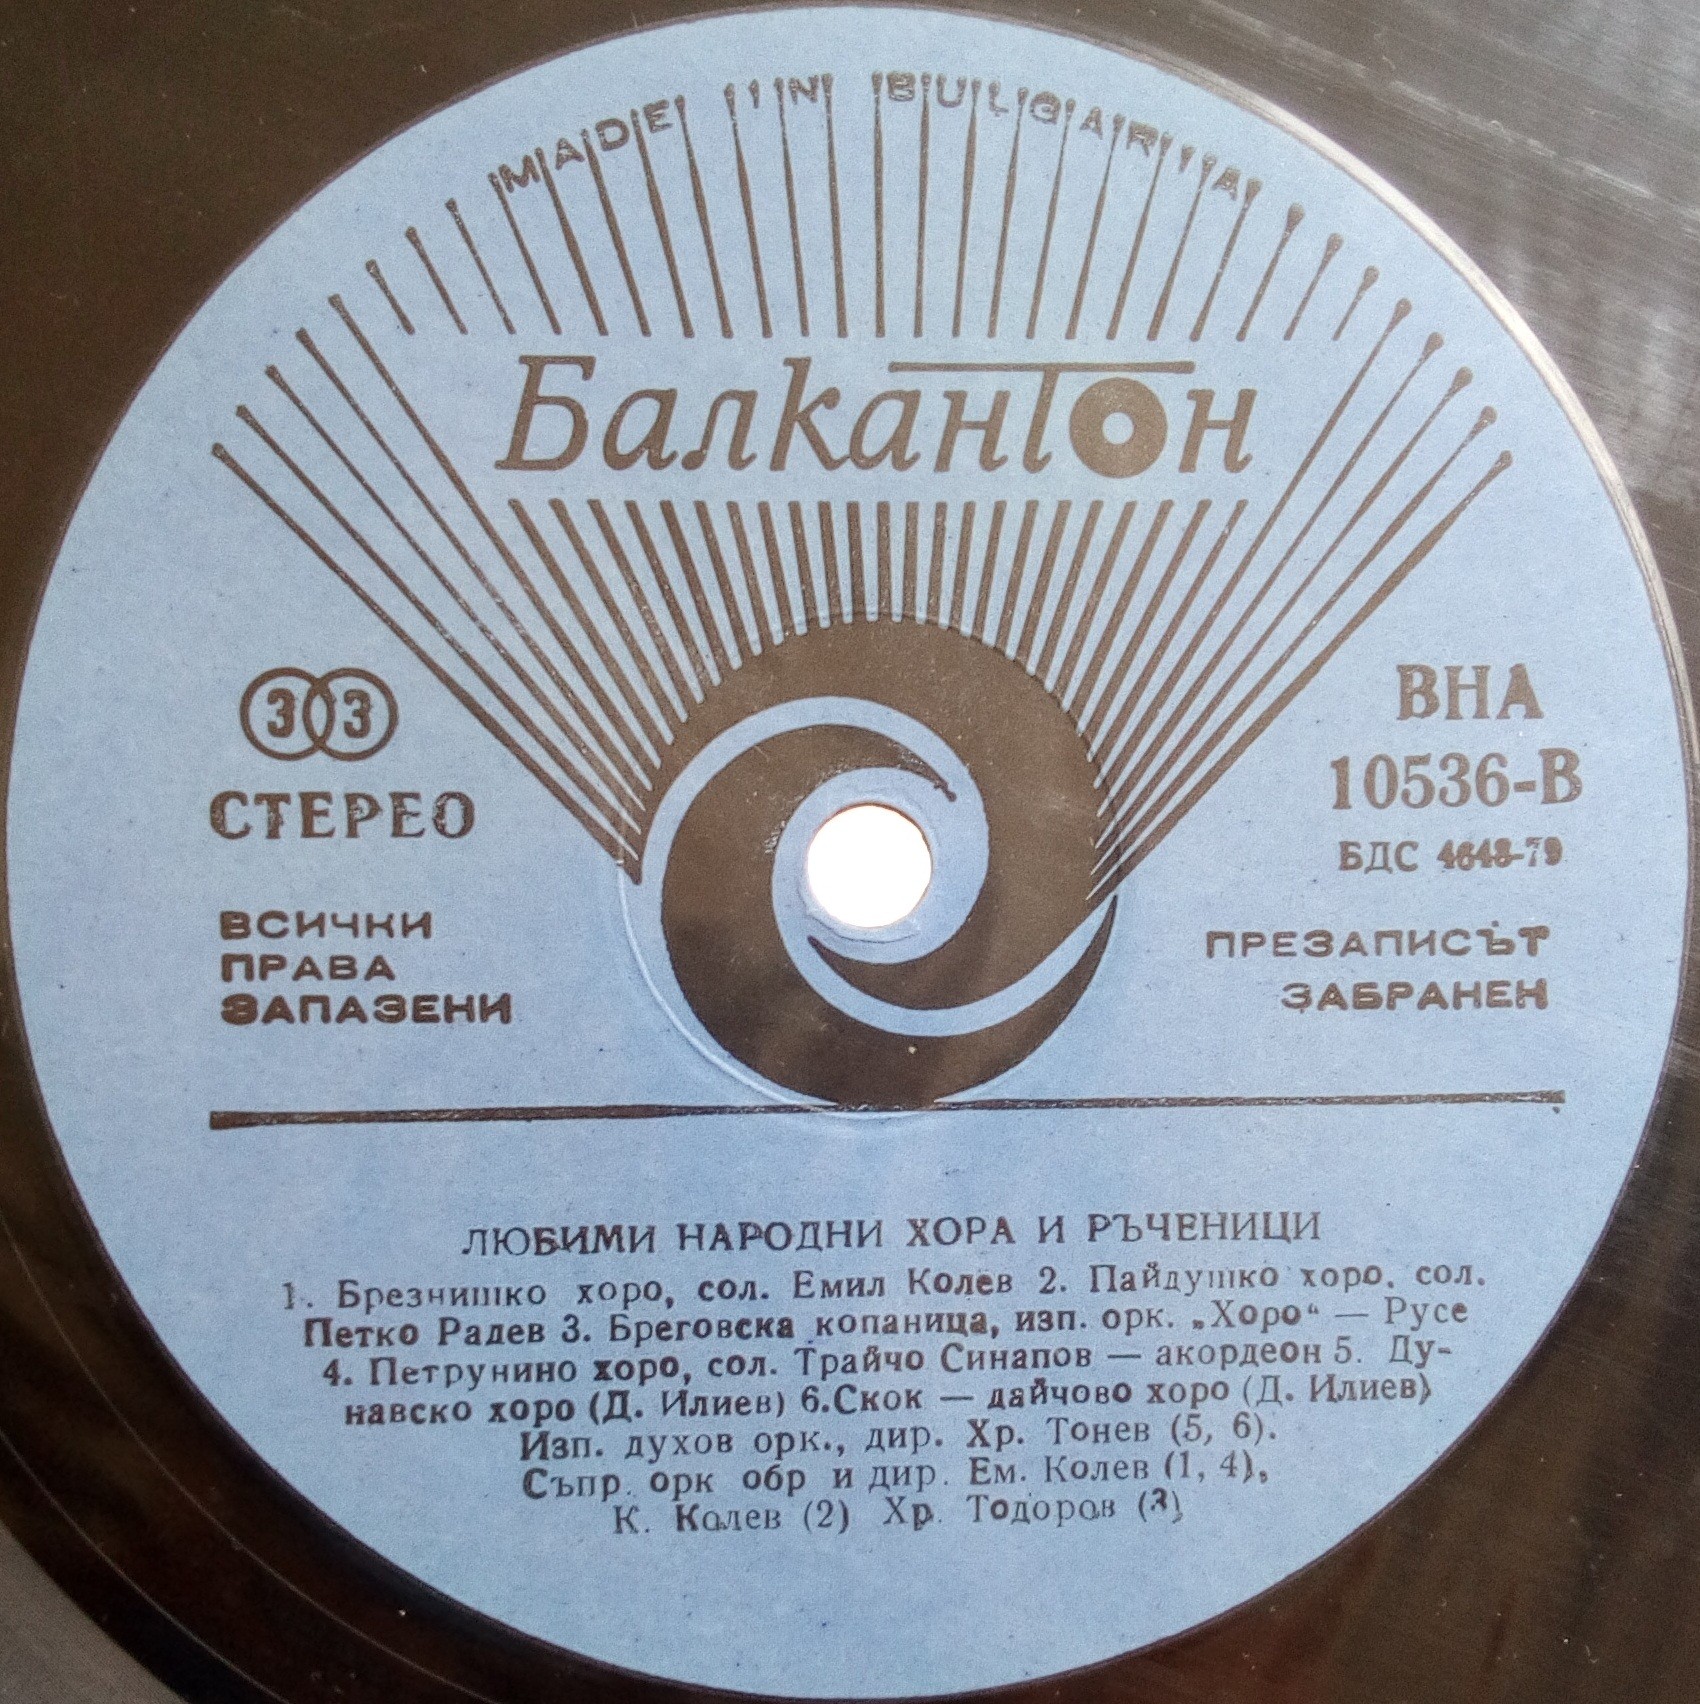 MADE IN BULGARIA
Балкантон
33
СТЕРЕО
ВСИЧКИ
ПРАВА
ЗАПАЗЕНИ
ВНА
10536-В
БДС 4648-79
ПРЕЗАПИСЪТ
ЗАБРАНЕН
ЛЮБИМИ НАРОДНИ ХОРА И РЪЧЕНИЦИ
1. Брезнишко хоро, сол. Емил Колев 2. Пайдушко хоро, сол.
Петко Радев 3. Бреговска копаница, изп. орк. „Хоро“ — Русе
4. Петрунино хоро, сол. Трайчо Синапов — акордеон 5. Ду-
навско хоро (Д. Илиев) 6. Скок — дайчово хоро (Д. Илиев)
Изп. духов орк., дир. Хр. Тонев (5, 6).
Съпр. орк обр и дир. Ем. Колев (1, 4),
К. Колев (2) Хр. Тодоров (3)